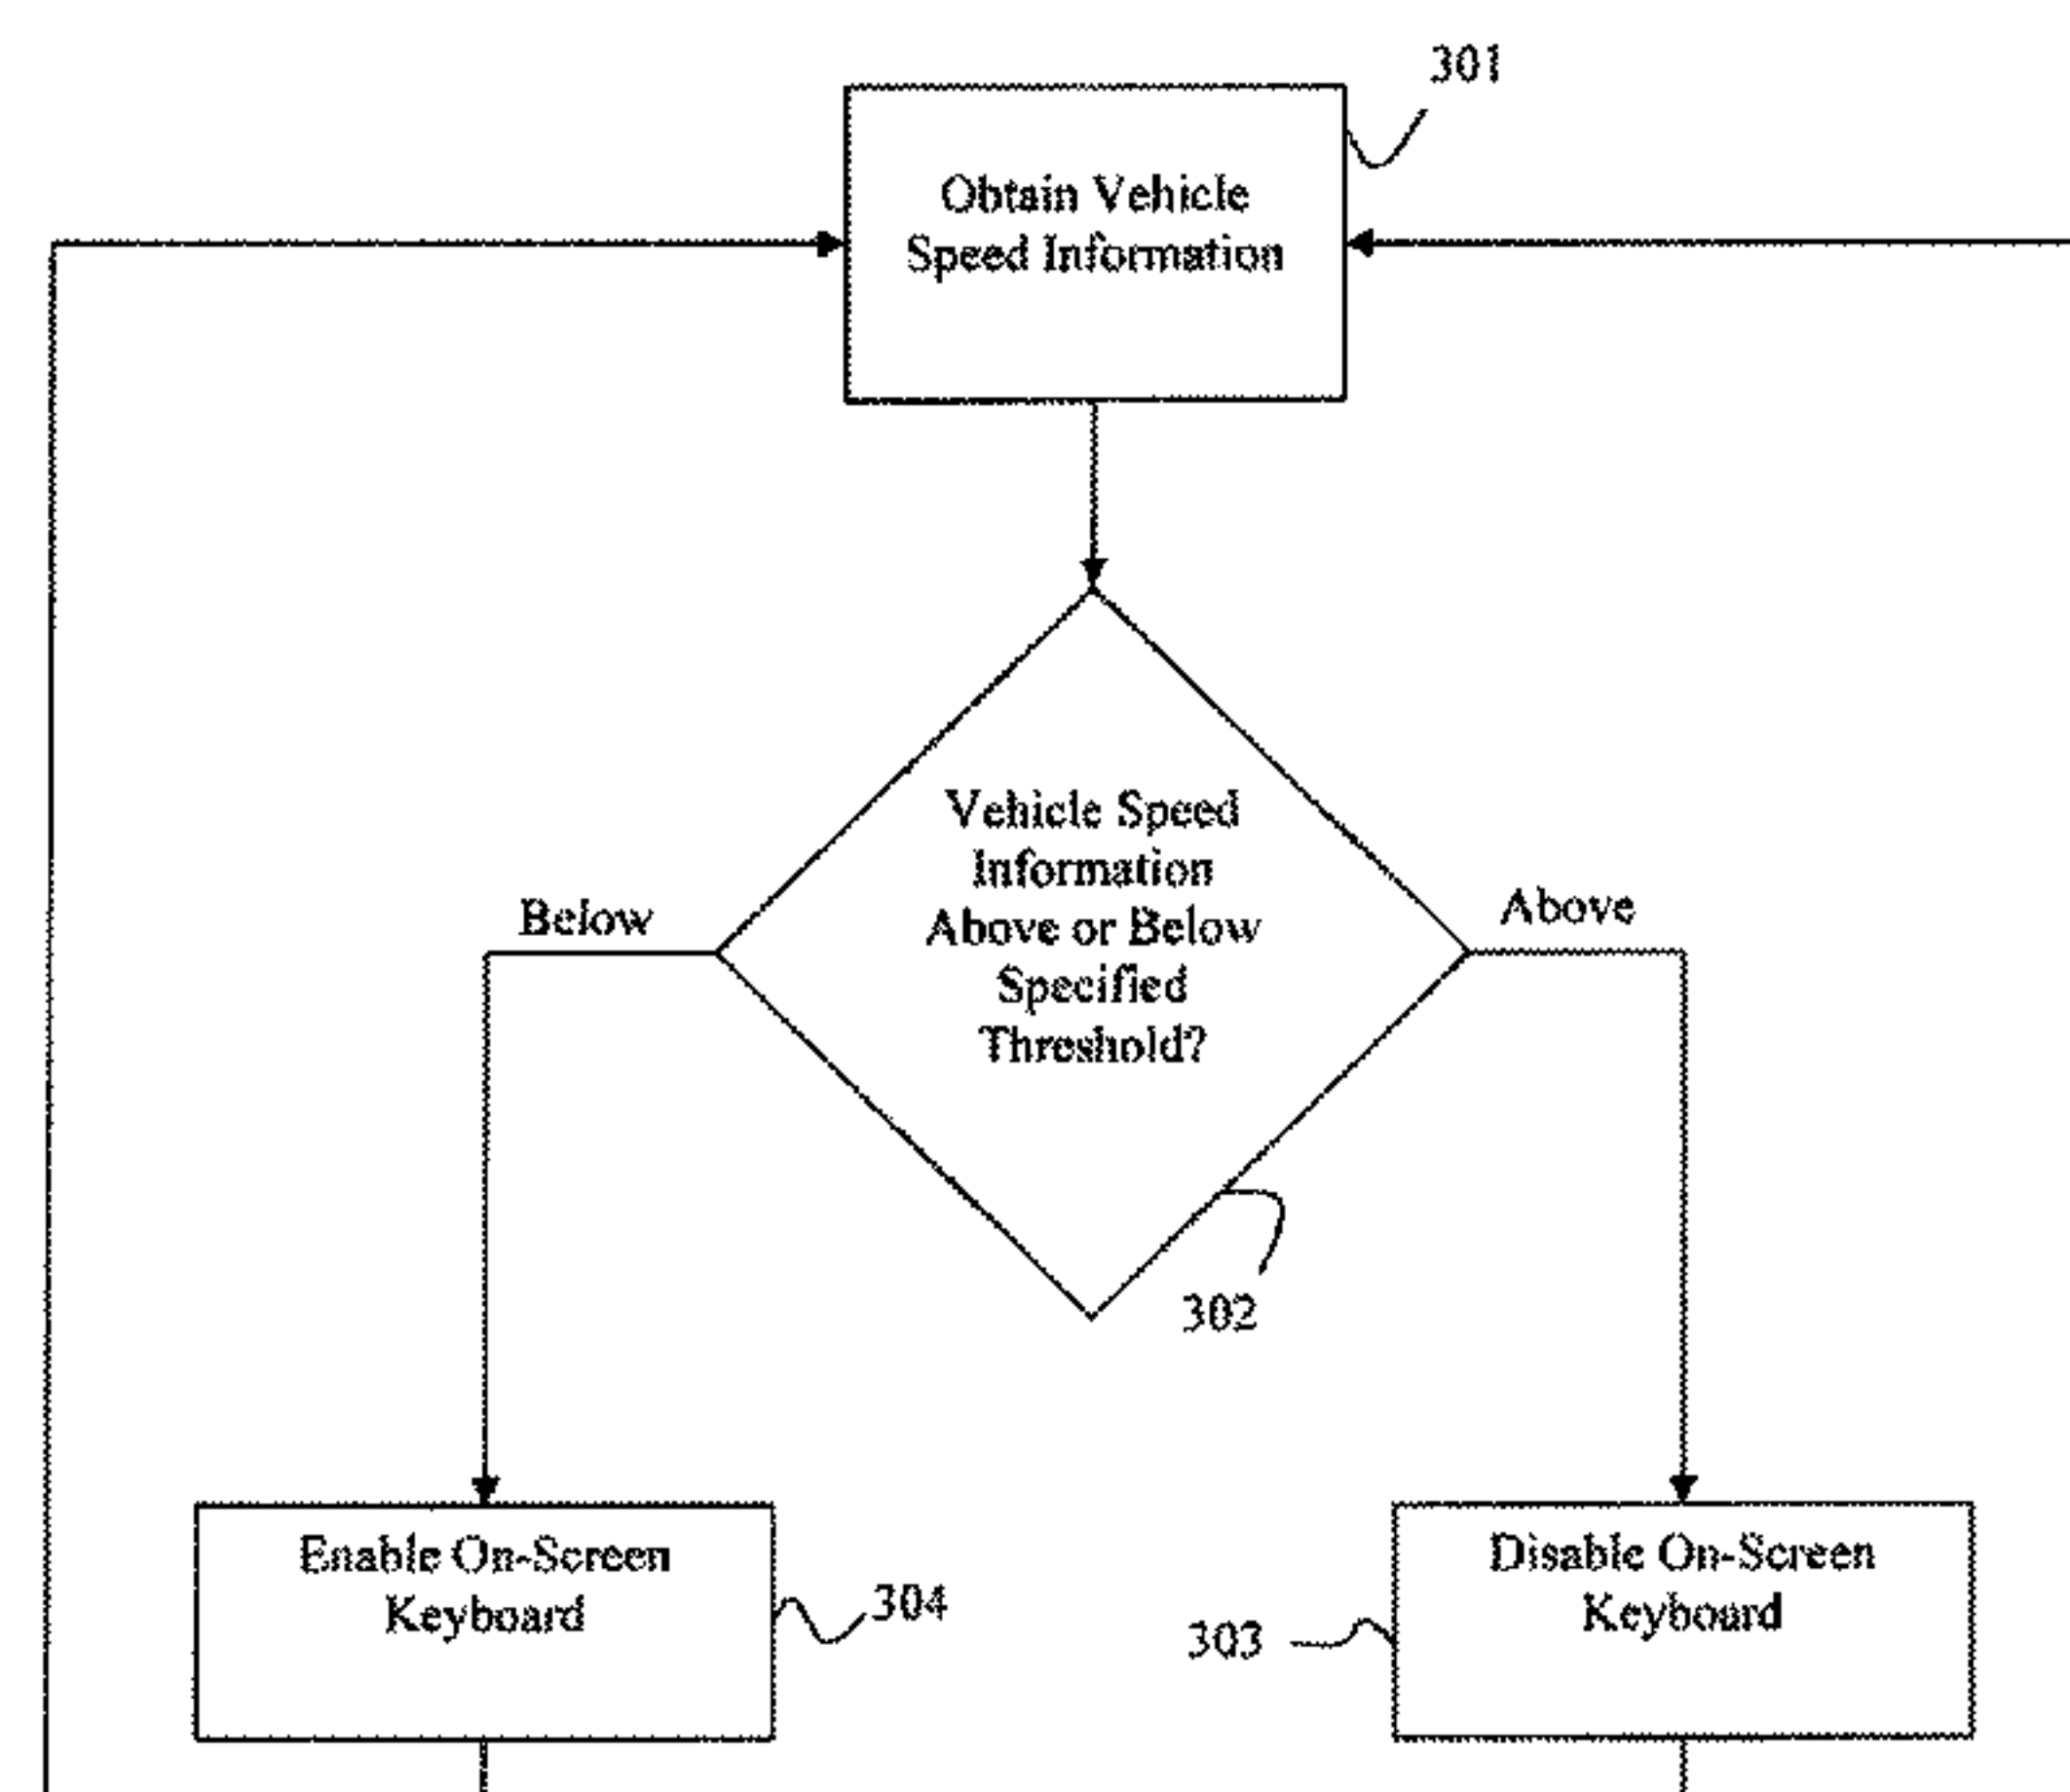 301
Obtain Vehicle
Speed Information
Vehicle Speed
Information
Above or Below
Specified
Threshold?
Below
Above
302
Enable On-Screen
Keyboard
304
Disable On-Screen
Keyboard
303